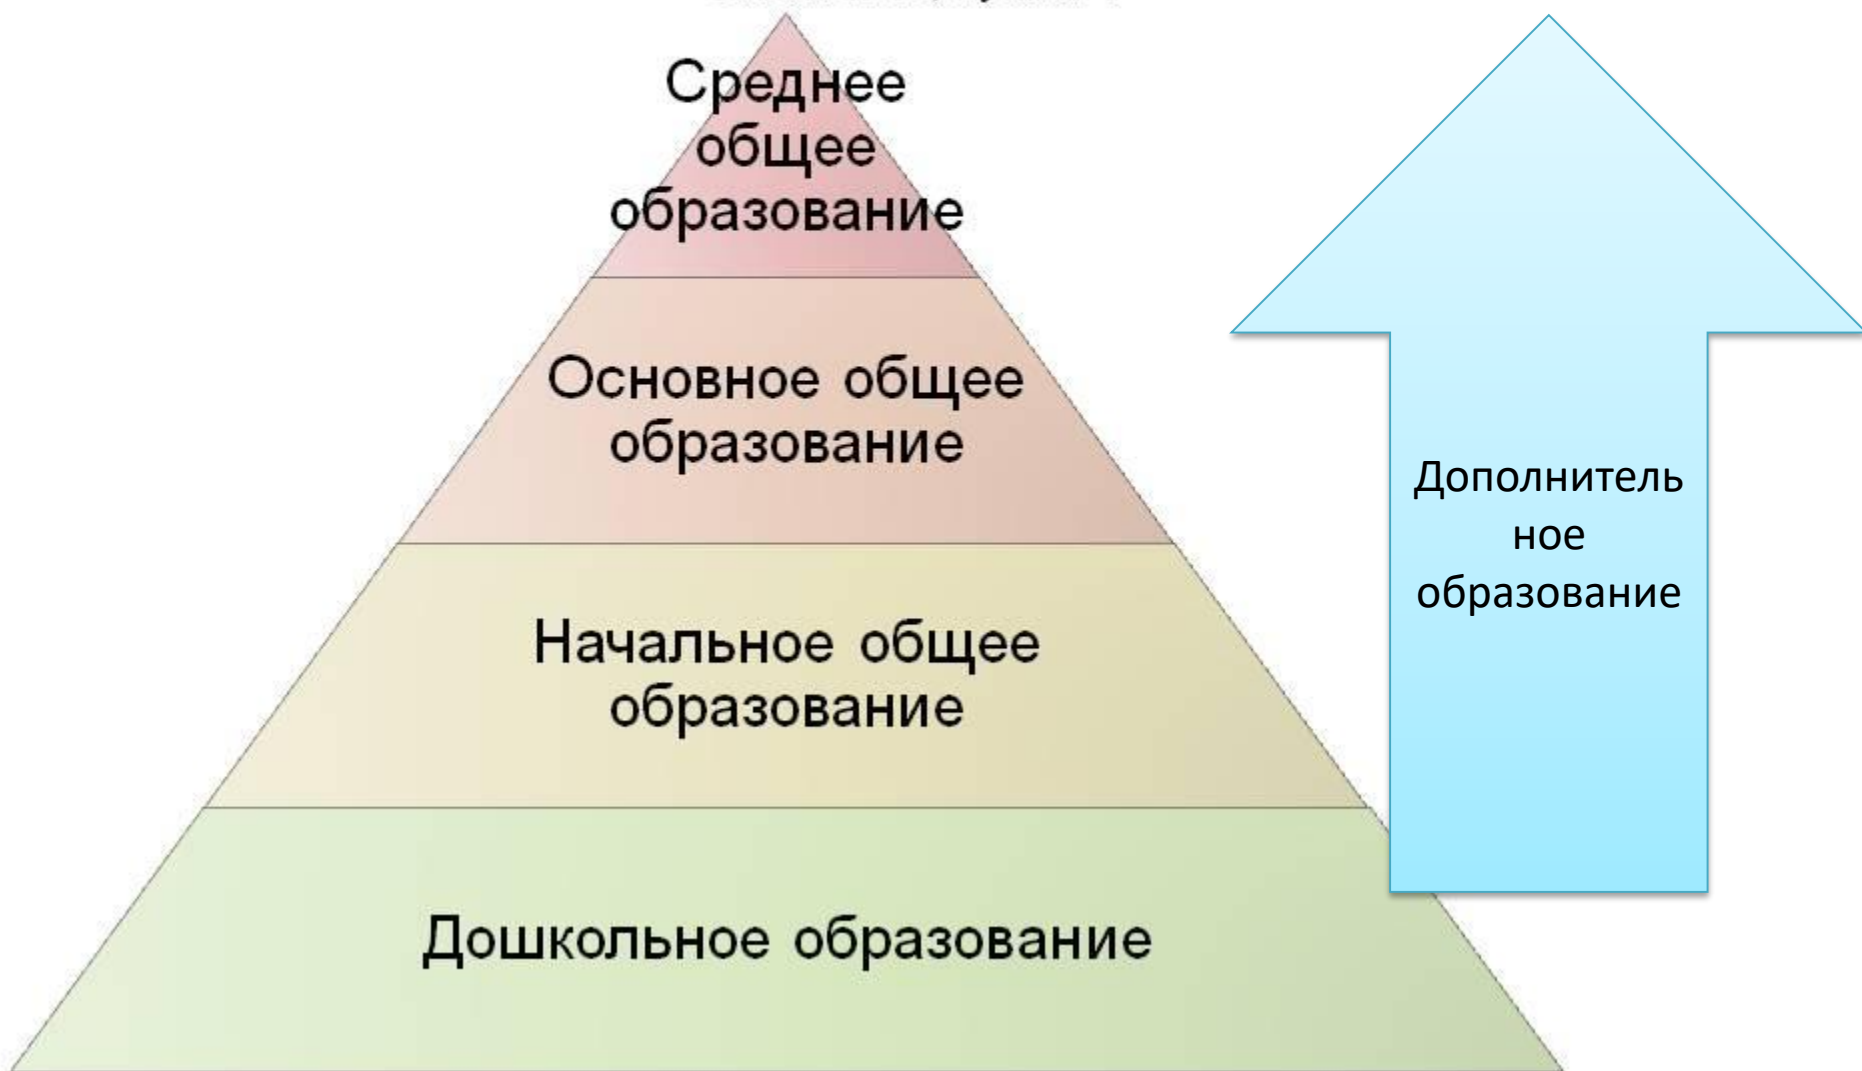 Среднее
общее
образование
Основное общее
образование
Начальное общее
образование
Дошкольное образование
Дополнитель
ное
образование